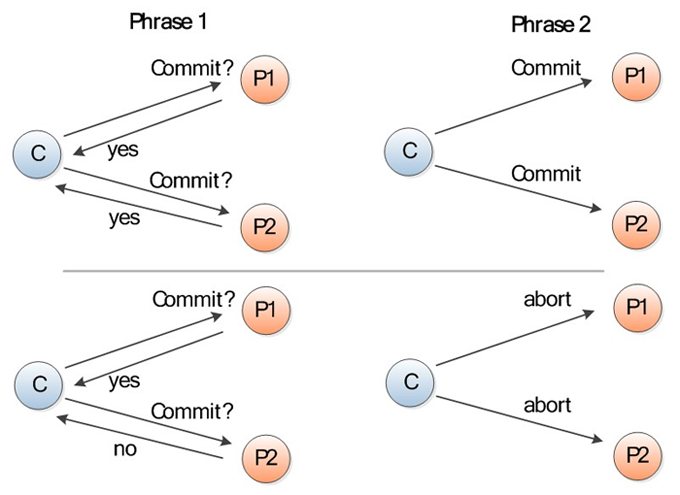 Phrase 1
Phrase 2
Commit?
P1
C
yes
Commit?
yes
P2
Commit
P1
C
Commit
P2
Commit?
P1
C
yes
Commit?
no
P2
abort
P1
C
abort
P2